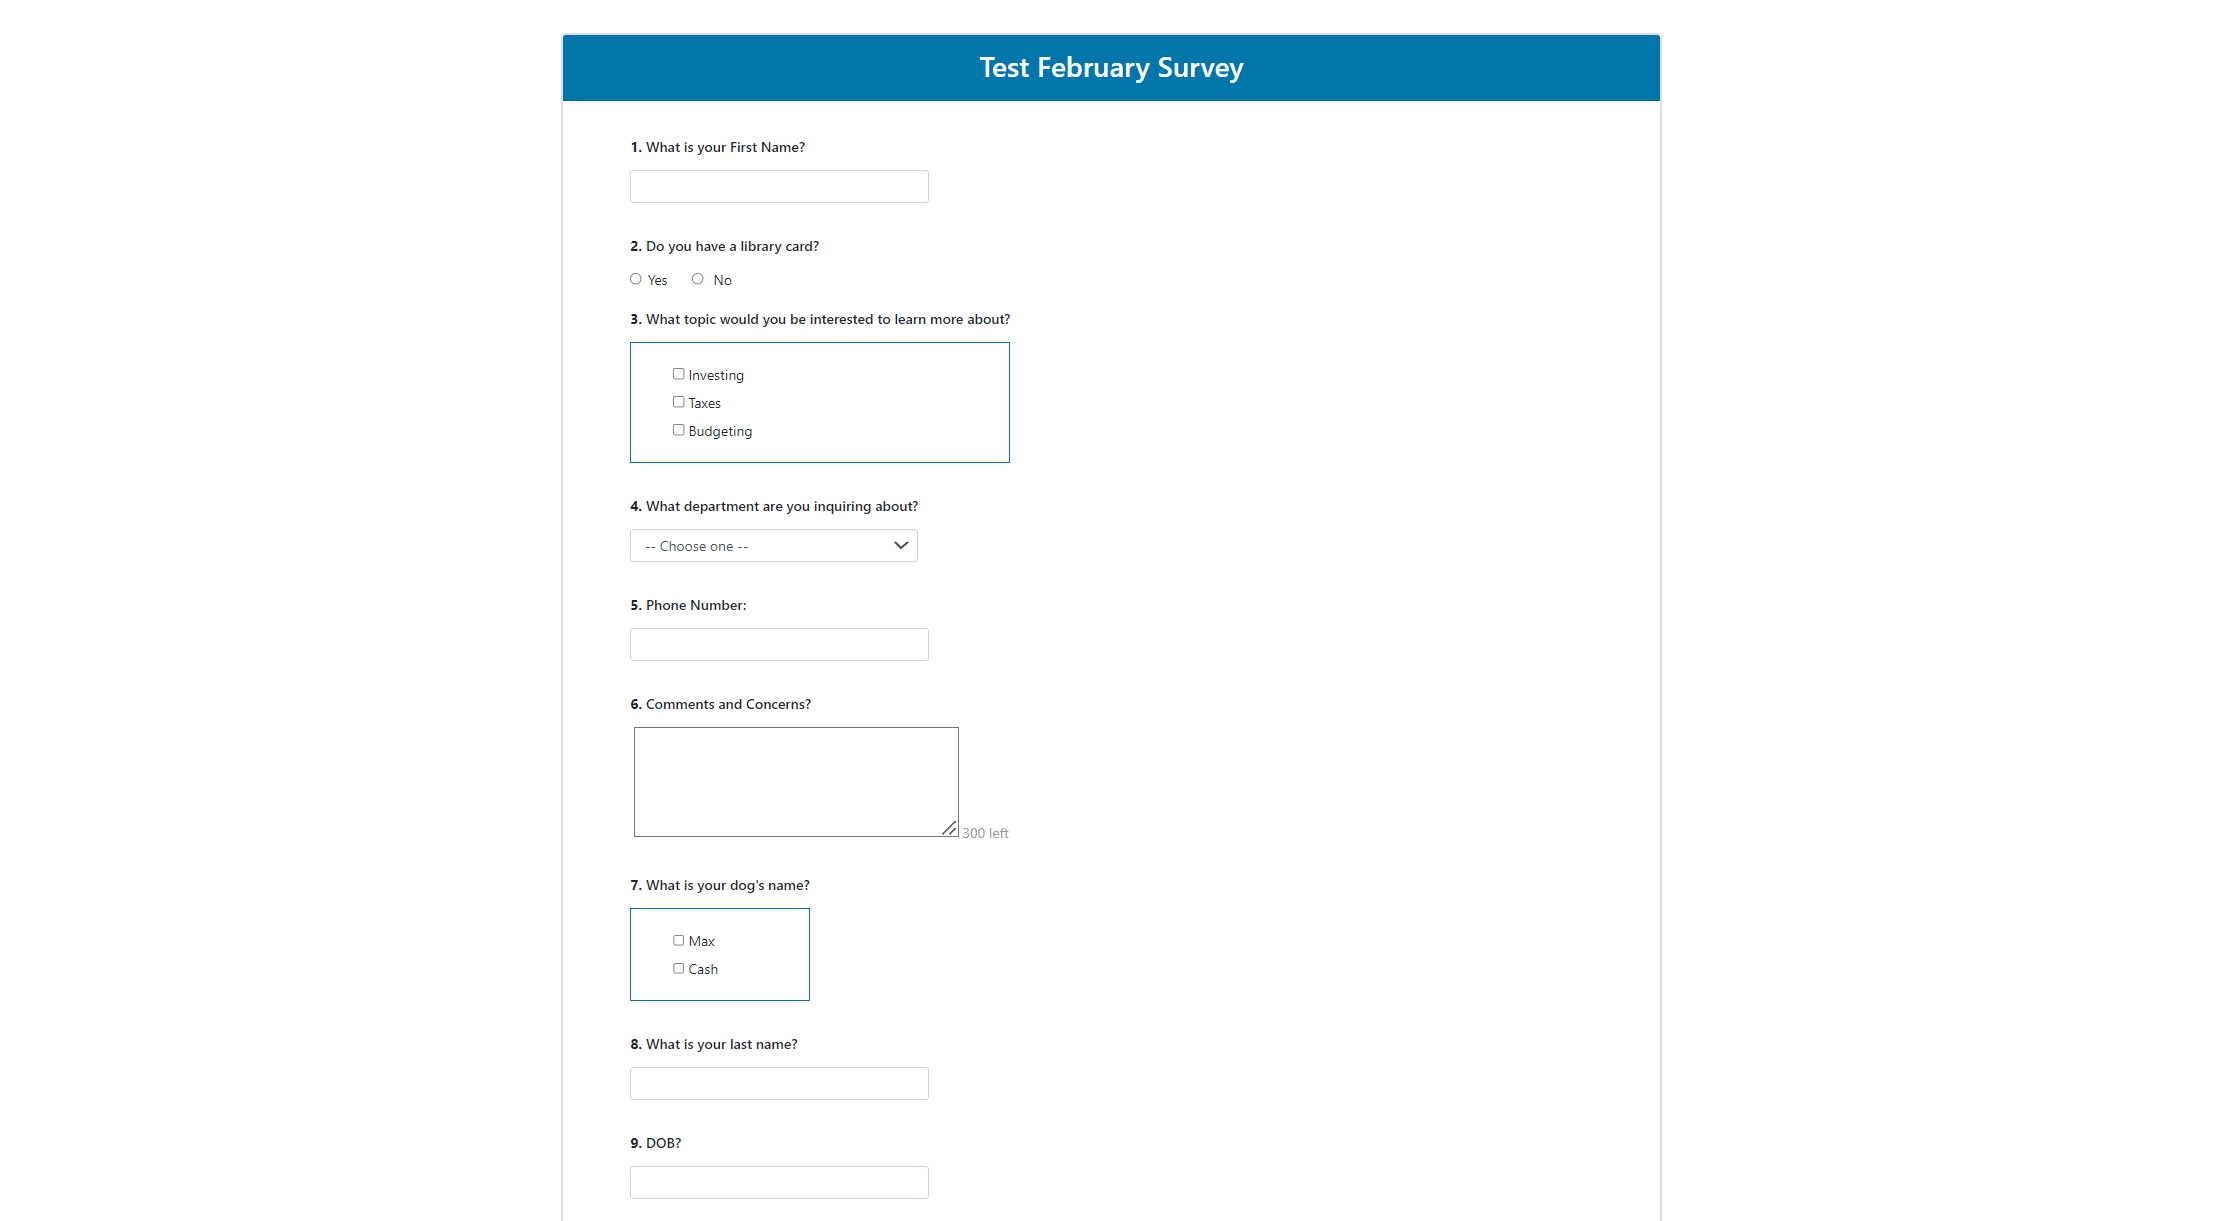 Test February Survey
1. What is your First Name?
2. Do you have a library card?
Yes No
3. What topic would you be interested to learn more about?
Investing
Taxes
Budgeting
4. What department are you inquiring about?
-- Choose one --
5. Phone Number:
6. Comments and Concerns?
300 left
7. What is your dog's name?
Max
Cash
8. What is your last name?
9. DOB?